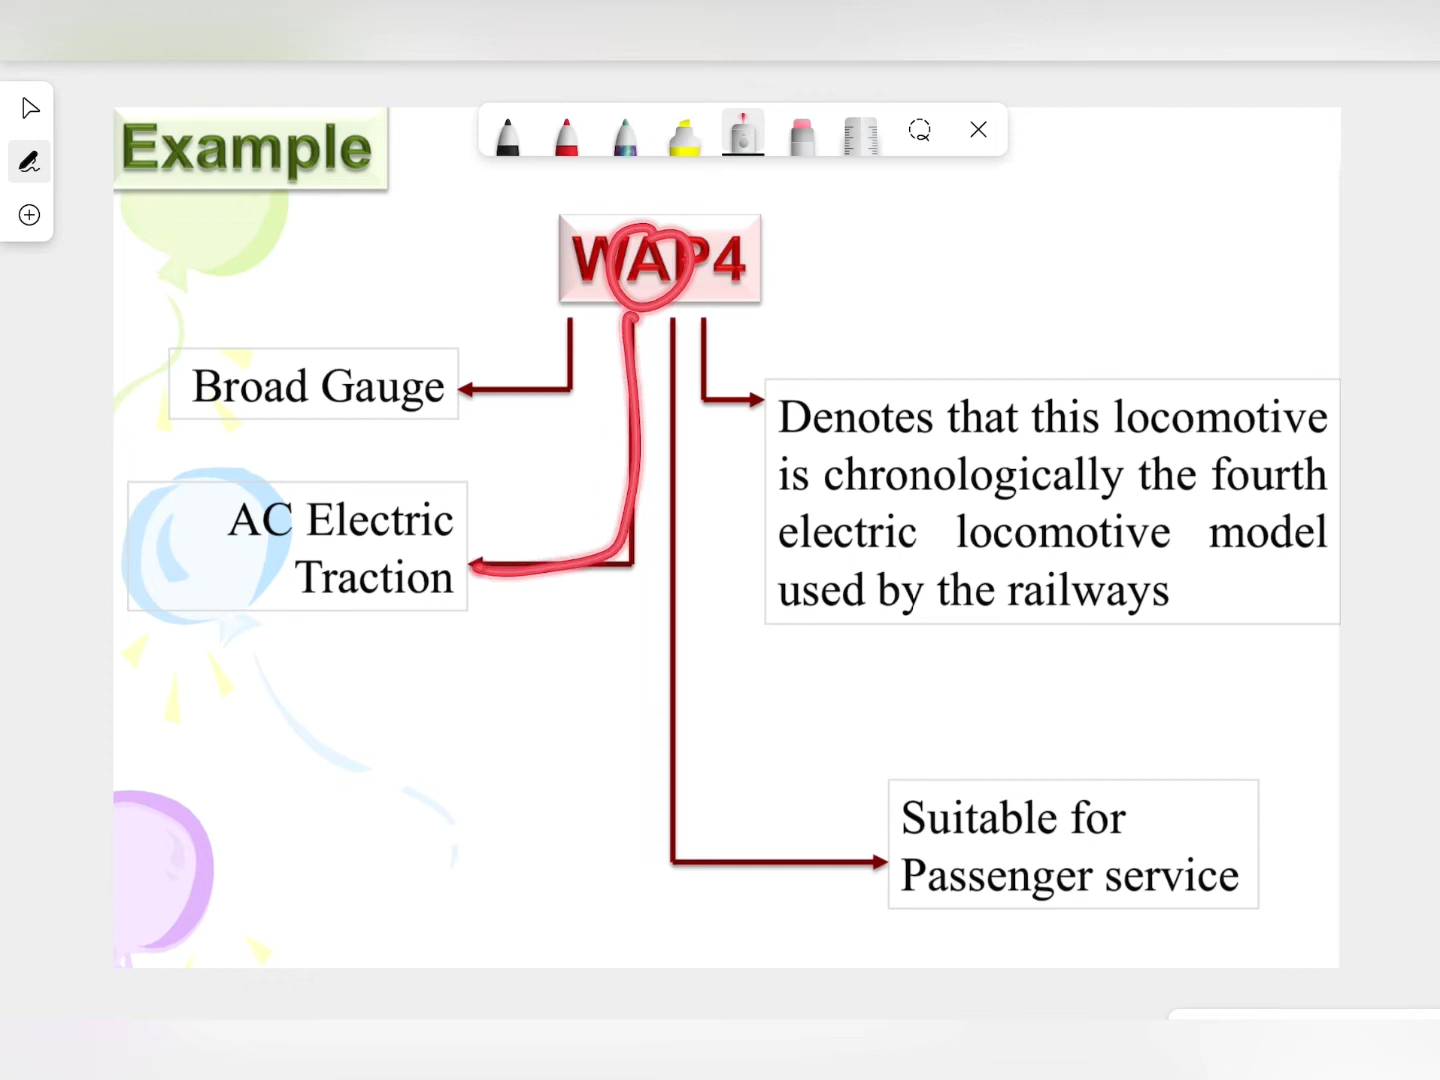 Example
WAP4
Broad Gauge
AC Electric
Traction
Denotes that this locomotive
is chronologically the fourth
electric locomotive model
used by the railways
Suitable for
Passenger service